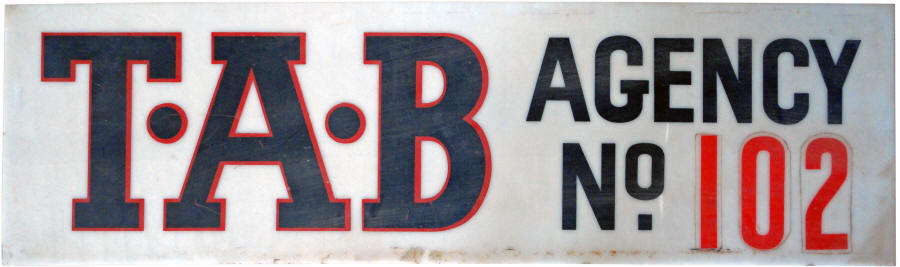 T·A·B AGENCY
Nº. 102